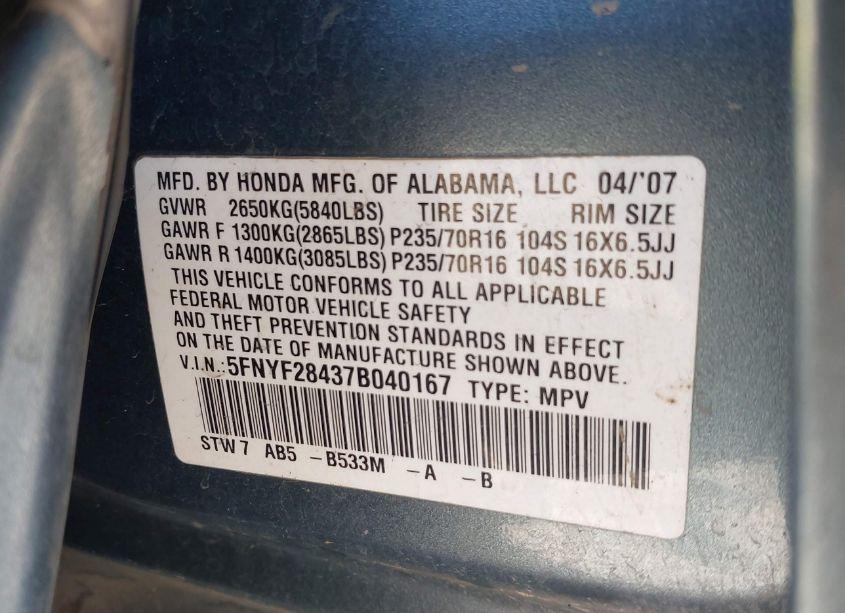 MFD. BY HONDA MFG. OF ALABAMA, LLC 04/'07
GVWR 2650KG(5840LBS) TIRE SIZE RIM SIZE
GAWR F 1300KG(2865LBS) P235/70R16 104S 16X6.5JJ
GAWR R 1400KG(3085LBS) P235/70R16 104S 16X6.5JJ
THIS VEHICLE CONFORMS TO ALL APPLICABLE
FEDERAL MOTOR VEHICLE SAFETY
AND THEFT PREVENTION STANDARDS IN EFFECT
ON THE DATE OF MANUFACTURE SHOWN ABOVE.
V.I.N.: 5FNYF28437B040167 TYPE: MPV
STW 7 AB5 -B533M -A -B